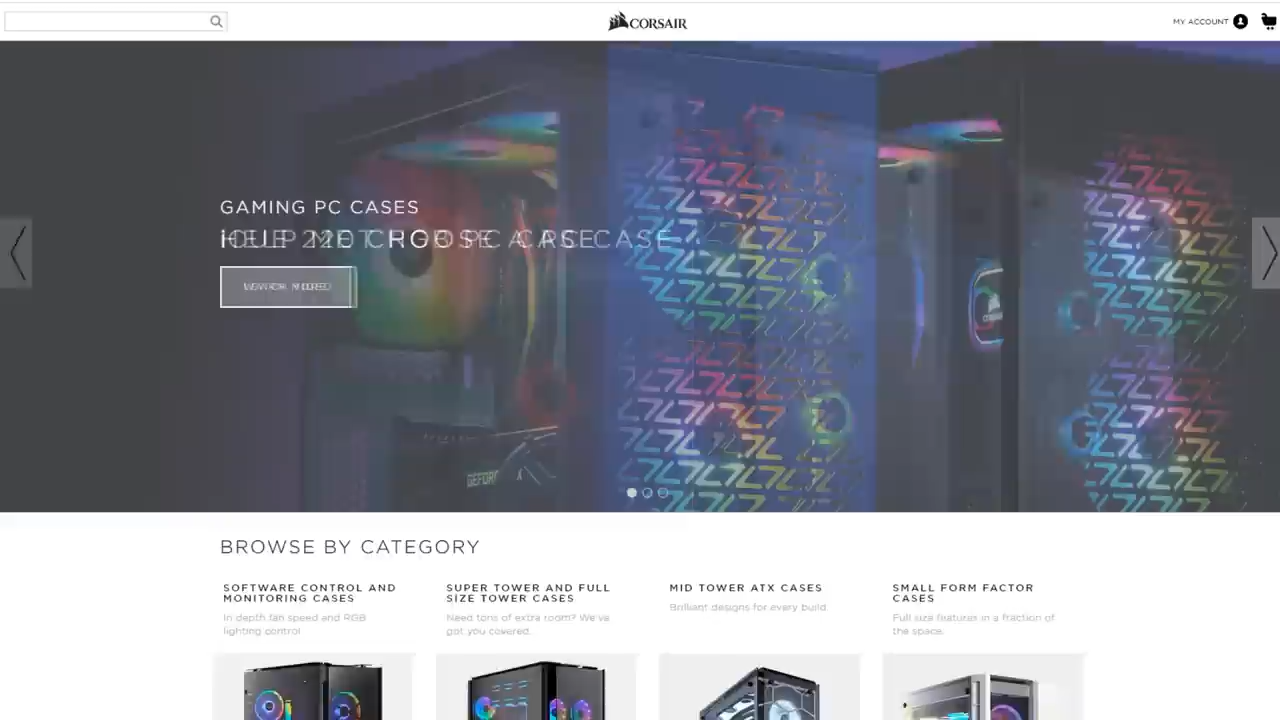 CORSAIR
MY ACCOUNT
GAMING PC CASES
GEFORCE
BROWSE BY CATEGORY
SOFTWARE CONTROL AND
MONITORING CASES
In depth fan speed and RGB
lighting control
SUPER TOWER AND FULL
SIZE TOWER CASES
Need tons of extra room? We've
got you covered.
MID TOWER ATX CASES
Brilliant designs for every build
SMALL FORM FACTOR
CASES
Full size features in a fraction of
the space.